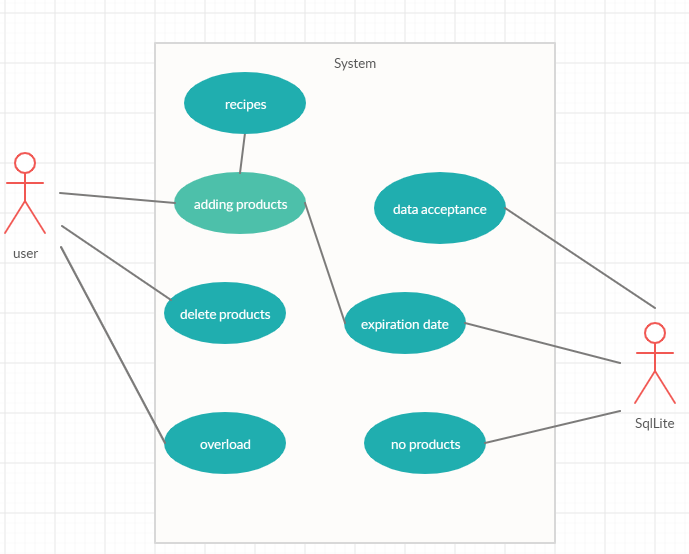 System
recipes
adding products
data acceptance
user
delete products
expiration date
SqlLite
overload
no products